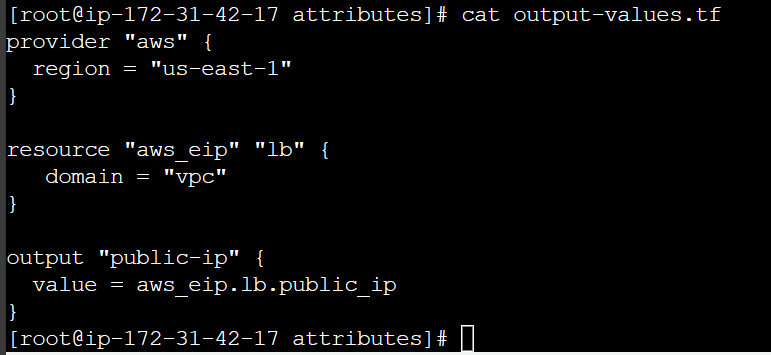 [root@ip-172-31-42-17 attributes]# cat output-values.tf
provider "aws" {
  region = "us-east-1"
}

resource "aws_eip" "lb" {
   domain = "vpc"
}

output "public-ip" {
  value = aws_eip.lb.public_ip
}
[root@ip-172-31-42-17 attributes]#